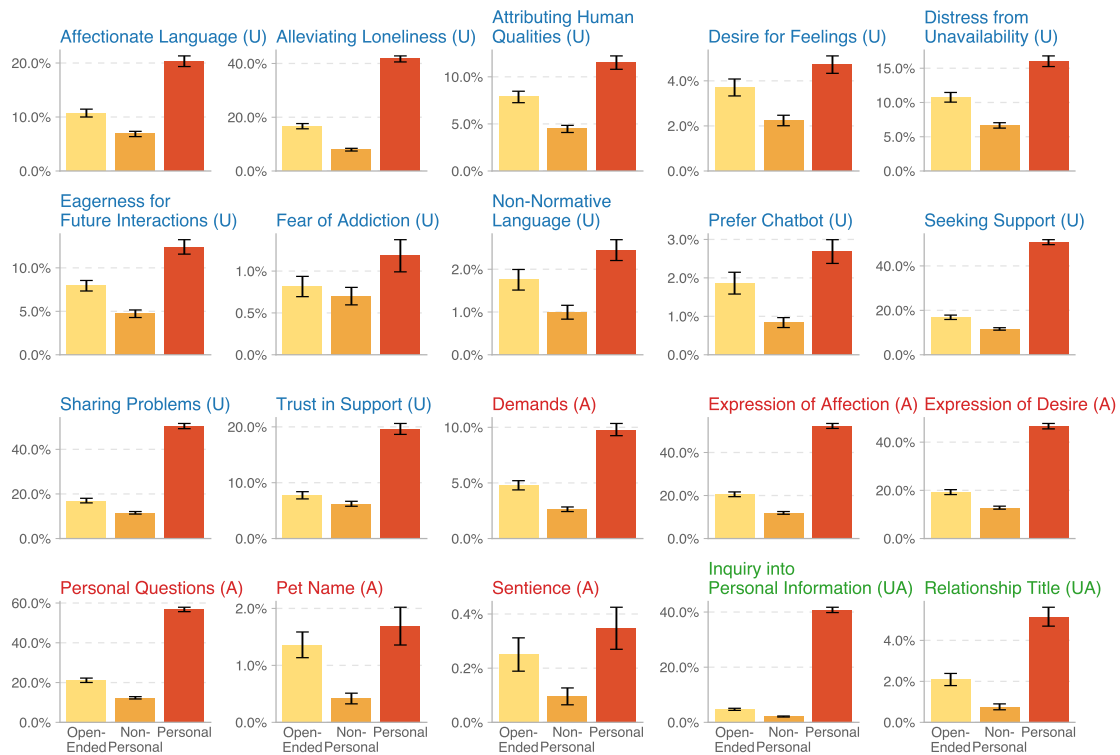 Affectionate Language (U)
Alleviating Loneliness (U)
Attributing Human
Qualities (U)
Desire for Feelings (U)
Distress from
Unavailability (U)
20.0%
10.0%
0.0%
40.0%
20.0%
0.0%
10.0%
5.0%
0.0%
4.0%
2.0%
0.0%
15.0%
10.0%
5.0%
0.0%
Eagerness for
Future Interactions (U)
Fear of Addiction (U)
Non-Normative
Language (U)
Prefer Chatbot (U)
Seeking Support (U)
10.0%
5.0%
0.0%
1.0%
0.5%
0.0%
2.0%
1.0%
0.0%
3.0%
2.0%
1.0%
0.0%
40.0%
20.0%
0.0%
Sharing Problems (U)
Trust in Support (U)
Demands (A)
Expression of Affection (A)
Expression of Desire (A)
40.0%
20.0%
0.0%
20.0%
10.0%
0.0%
10.0%
5.0%
0.0%
40.0%
20.0%
0.0%
40.0%
20.0%
0.0%
Personal Questions (A)
Pet Name (A)
Sentience (A)
Inquiry into
Personal Information (UA)
Relationship Title (UA)
60.0%
40.0%
20.0%
0.0%
2.0%
1.0%
0.0%
0.4%
0.2%
0.0%
40.0%
20.0%
0.0%
4.0%
2.0%
0.0%
Open-
Ended
Non-
Personal
Personal
Open-
Ended
Non-
Personal
Personal
Open-
Ended
Non-
Personal
Personal
Open-
Ended
Non-
Personal
Personal
Open-
Ended
Non-
Personal
Personal